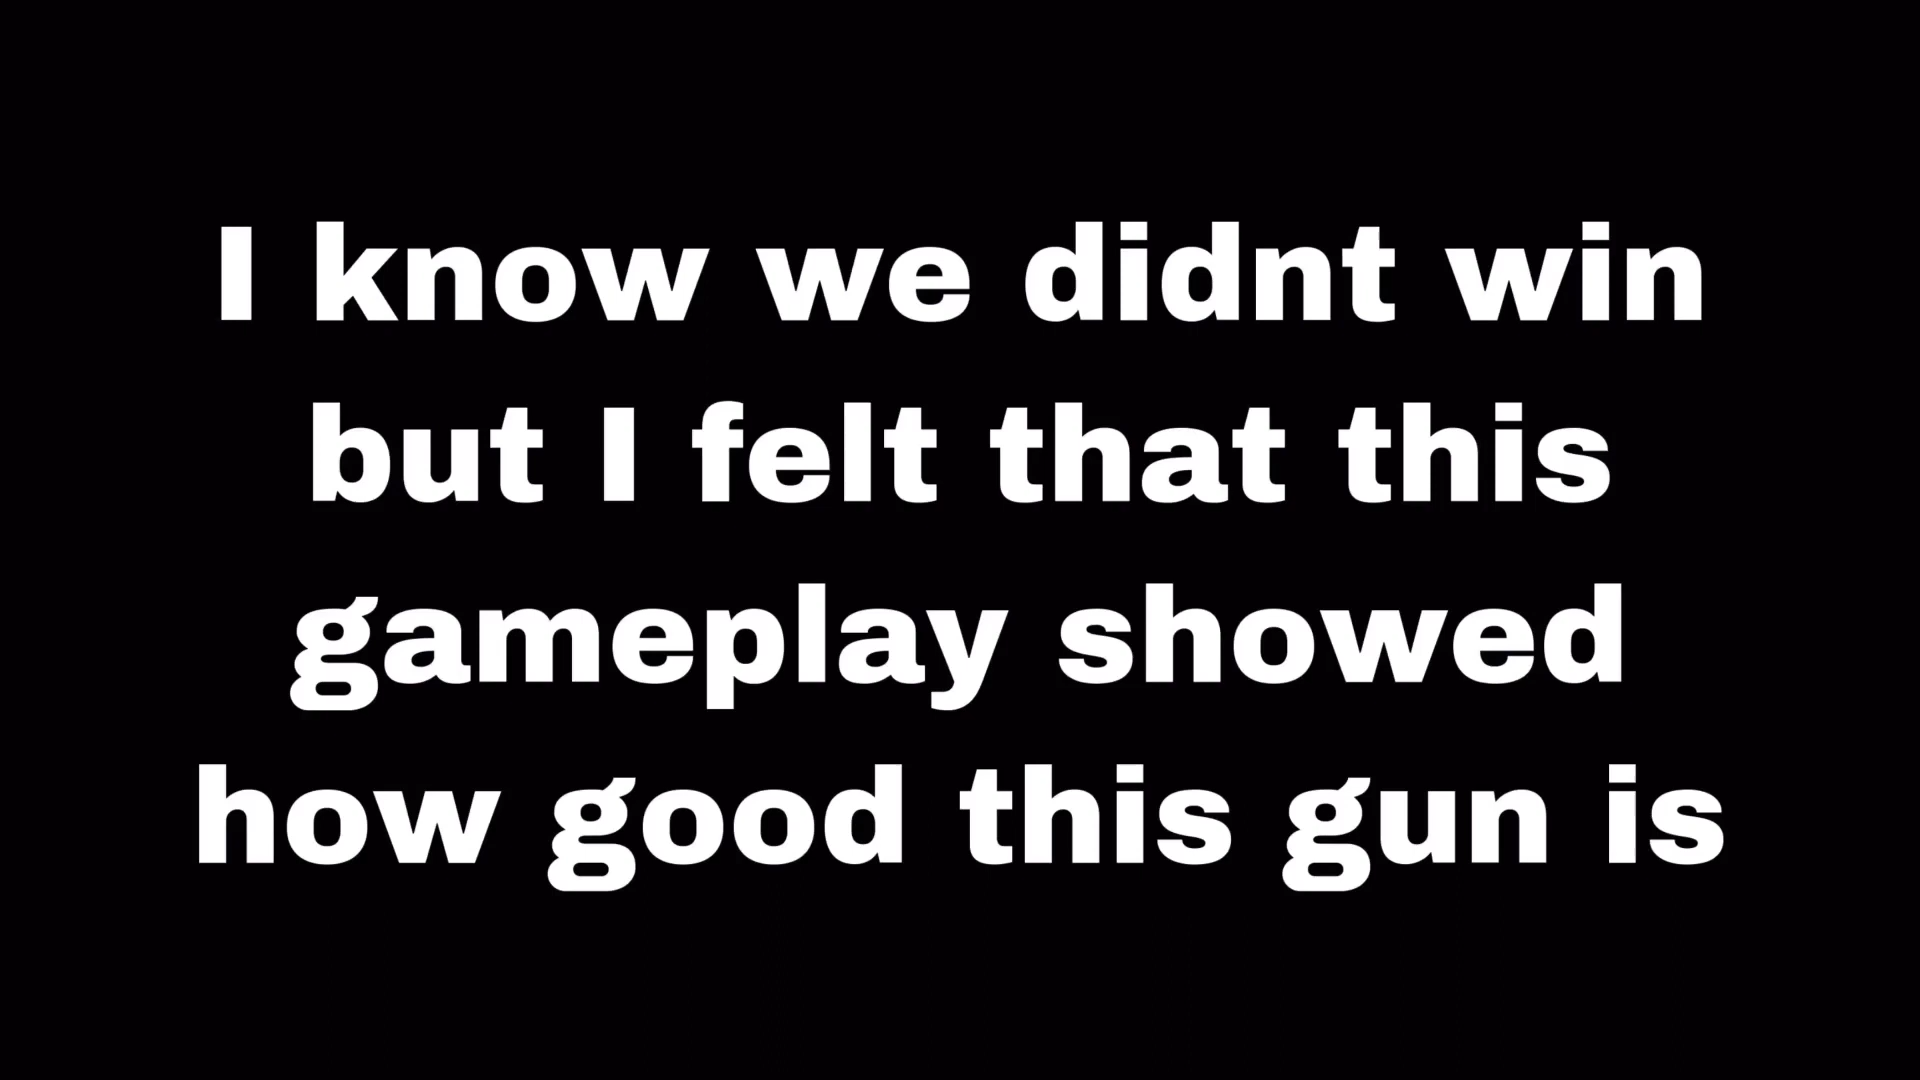 I know we didnt win
but I felt that this
gameplay showed
how good this gun is